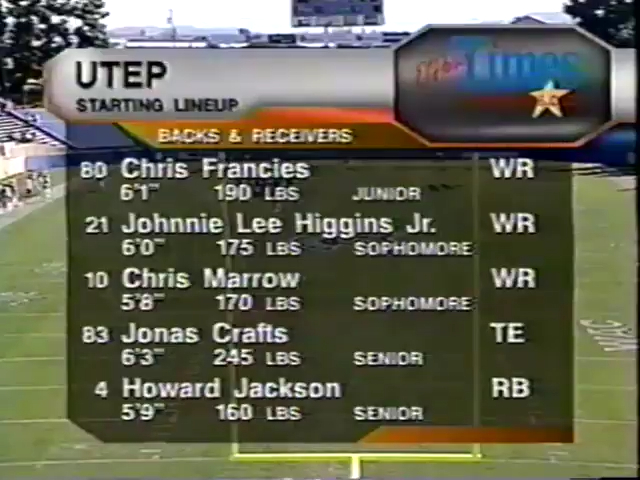 UTEP
STARTING LINEUP
Times
BACKS & RECEIVERS
80 Chris Francies WR
6'1" 190 LBS JUNIOR
21 Johnnie Lee Higgins Jr. WR
6'0" 175 LBS SOPHOMORE
10 Chris Marrow WR
5'8" 170 LBS SOPHOMORE
83 Jonas Crafts TE
6'3" 245 LBS SENIOR
4 Howard Jackson RB
5'9" 160 LBS SENIOR